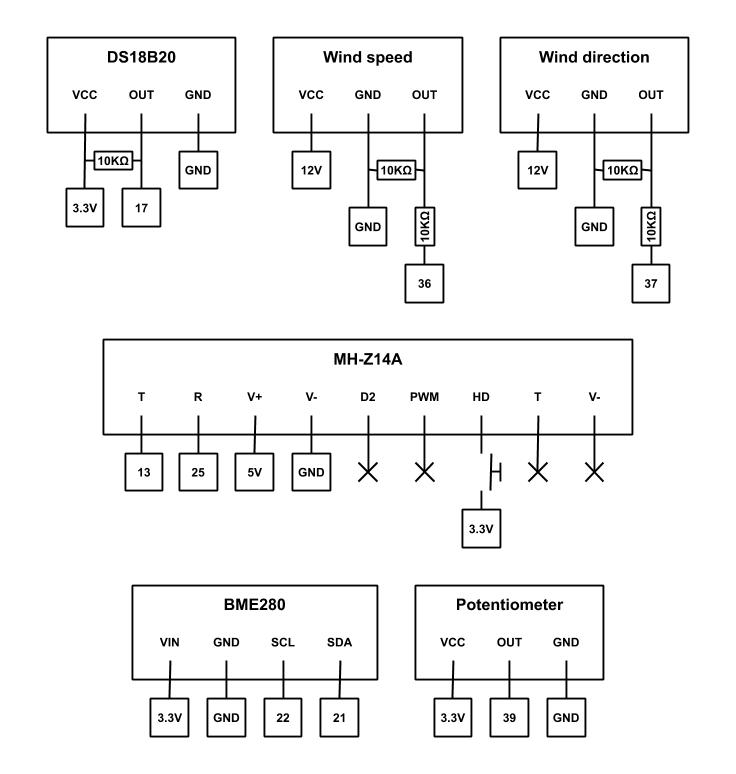 DS18B20
VCC OUT GND
10KΩ
GND
3.3V 17
Wind speed
VCC GND OUT
12V
10KΩ
GND
10KΩ
36
Wind direction
VCC GND OUT
12V
10KΩ
GND
10KΩ
37
MH-Z14A
T R V+ V- D2 PWM HD T V-
13 25 5V GND
3.3V
BME280
VIN GND SCL SDA
3.3V GND 22 21
Potentiometer
VCC OUT GND
3.3V 39 GND